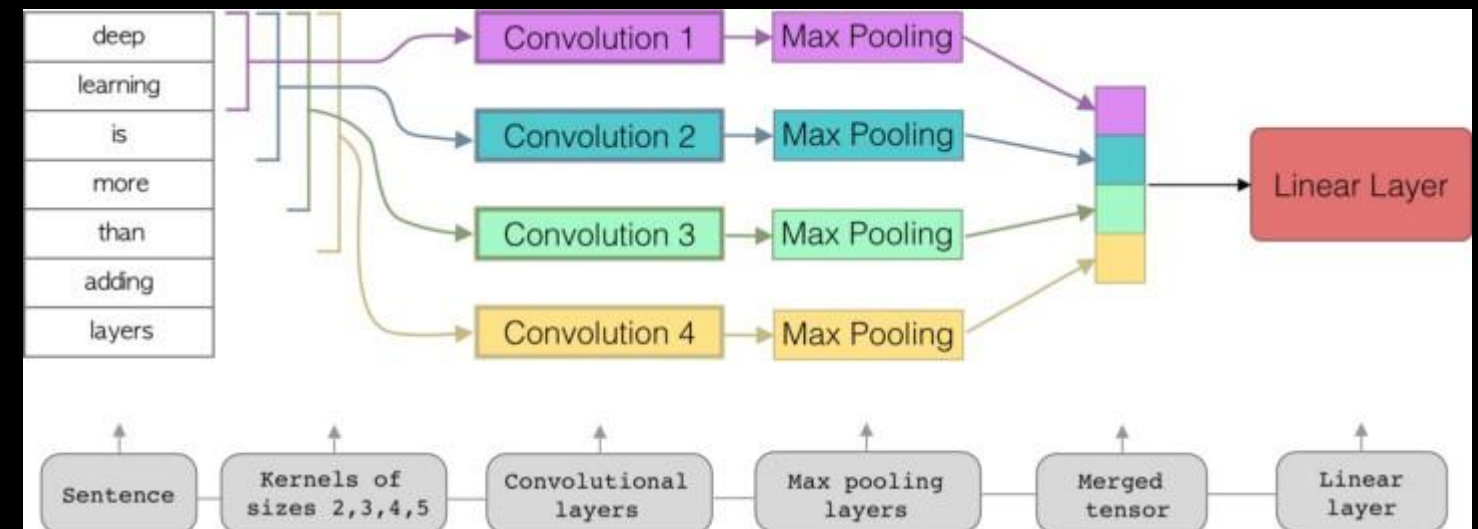 deep
learning
is
more
than
adding
layers
Convolution 1
Max Pooling
Convolution 2
Max Pooling
Convolution 3
Max Pooling
Convolution 4
Max Pooling
Linear Layer
Sentence
Kernels of
sizes 2,3,4,5
Convolutional
layers
Max pooling
layers
Merged
tensor
Linear
layer